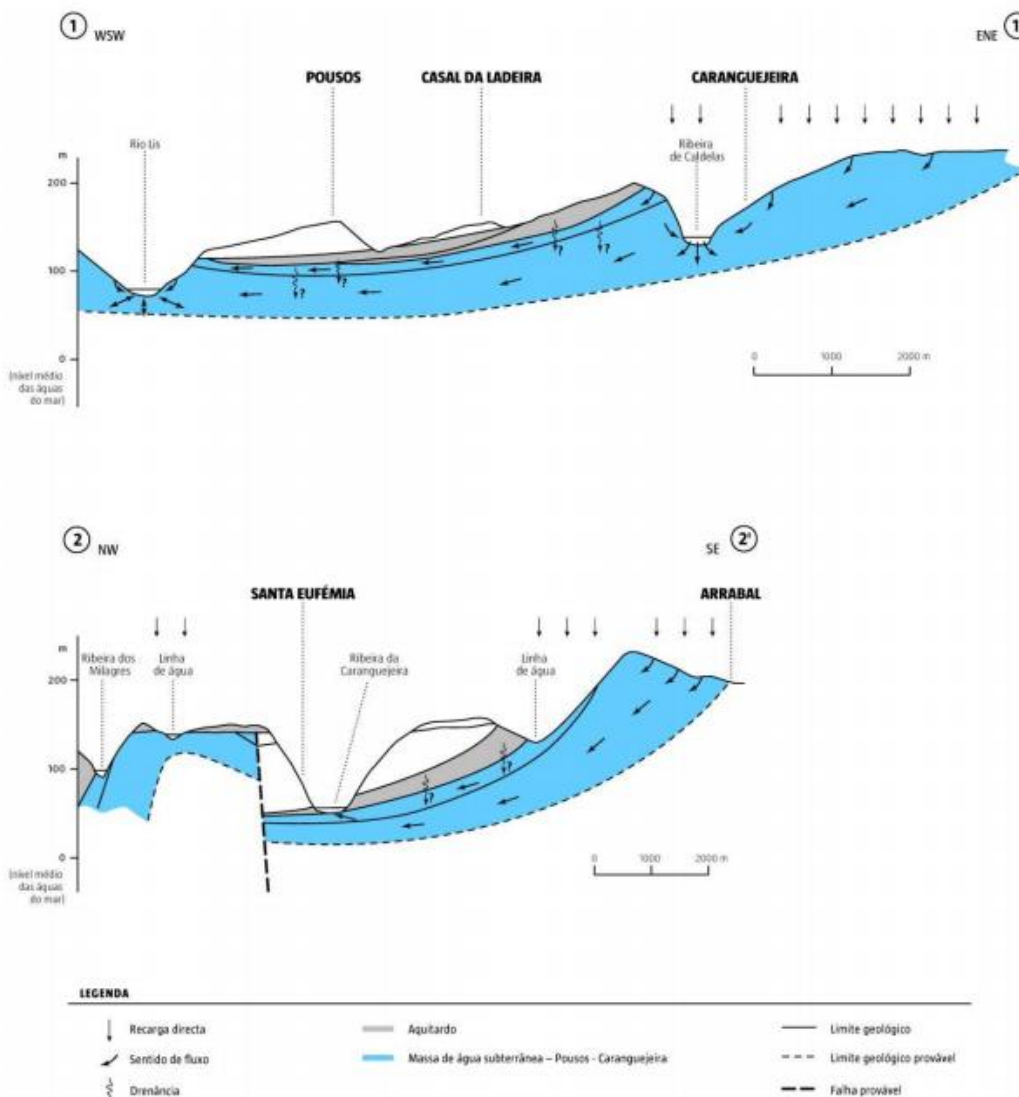 1 WSW
ENE 1
POUSOS
CASAL DA LADEIRA
CARANGUEJEIRA
Rio Lis
Ribeira
de Caldelas
m
200
100
0
(nível médio
das águas
do mar)
?
?
?
?
0 1000 2000 m
2 NW
SE 2'
SANTA EUFÉMIA
ARRABAL
Ribeira dos
Milagres
Linha
de água
Ribeira da
Caranguejeira
Linha
de água
m
200
100
0
(nível médio
das águas
do mar)
?
?
0 1000 2000 m
LEGENDA
Recarga directa
Aquitardo
Limite geológico
Sentido de fluxo
Massa de água subterrânea – Pousos - Caranguejeira
Limite geológico provável
Drenância
Falha provável